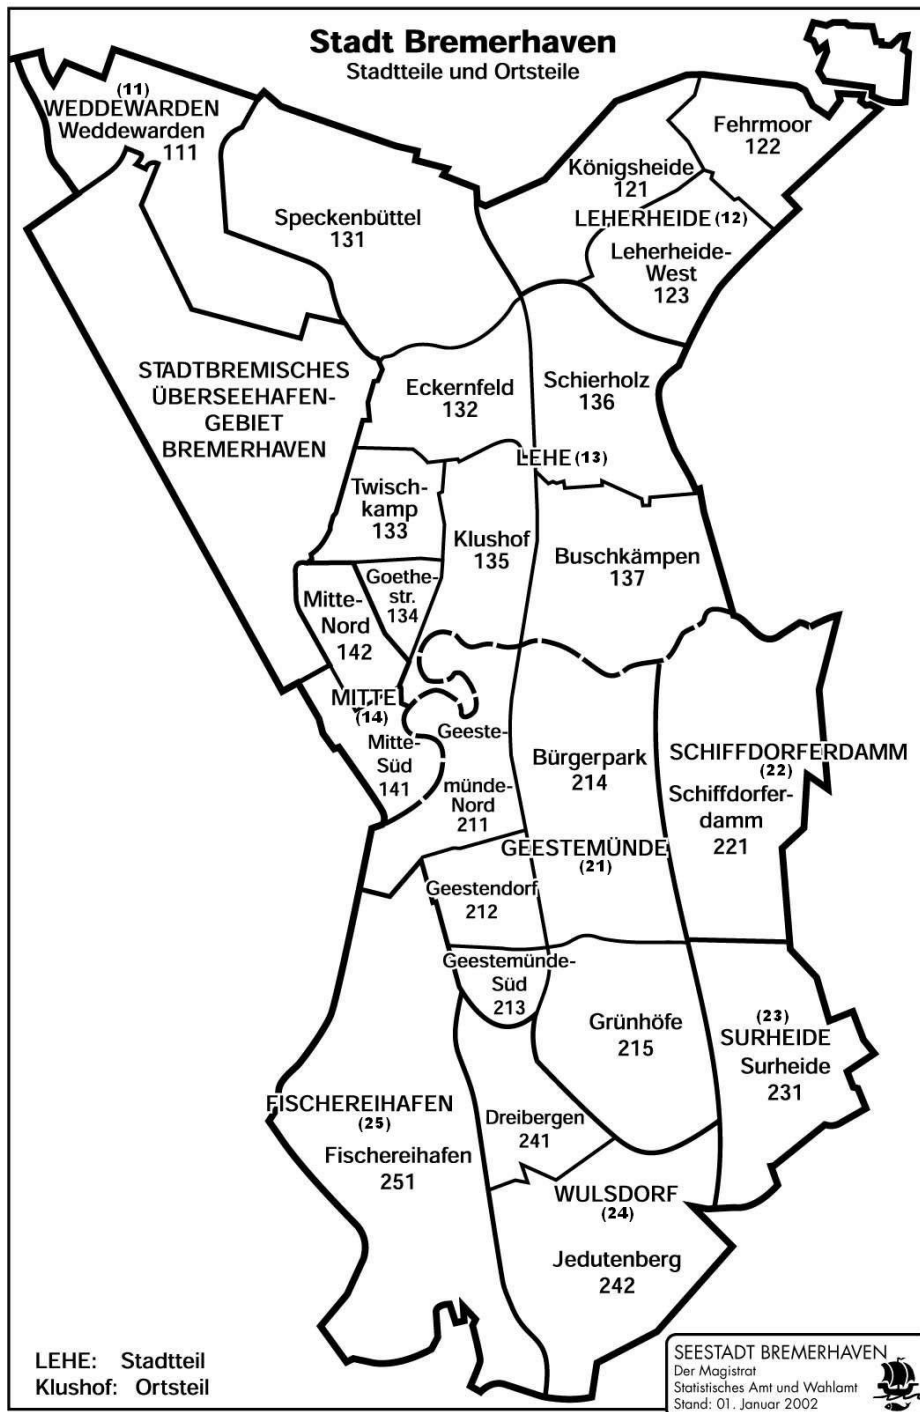 Stadt Bremerhaven
Stadtteile und Ortsteile
(11)
WEDDEWARDEN
Weddewarden
111
Fehrmoor
122
Königsheide
121
LEHERHEIDE (12)
Leherheide-
West
123
Speckenbüttel
131
STADTBREMISCHES
ÜBERSEEHAFEN-
GEBIET
BREMERHAVEN
Eckernfeld
132
Schierholz
136
LEHE (13)
Twisch-
kamp
133
Klushof
135
Buschkämpen
137
Goethe-
str.
134
Mitte-
Nord
142
MITTE
(14)
Mitte-
Süd
141
Geeste-
münde-
Nord
211
Bürgerpark
214
SCHIFFDORFERDAMM
(22)
Schiffdorfer-
damm
221
GEESTEMÜNDE
(21)
Geestendorf
212
Geestemünde-
Süd
213
Grünhöfe
215
(23)
SURHEIDE
Surheide
231
FISCHEREIHAFEN
(25)
Fischereihafen
251
Dreibergen
241
WULSDORF
(24)
Jedutenberg
242
LEHE: Stadtteil
Klushof: Ortsteil
SEESTADT BREMERHAVEN
Der Magistrat
Statistisches Amt und Wahlamt
Stand: 01. Januar 2002